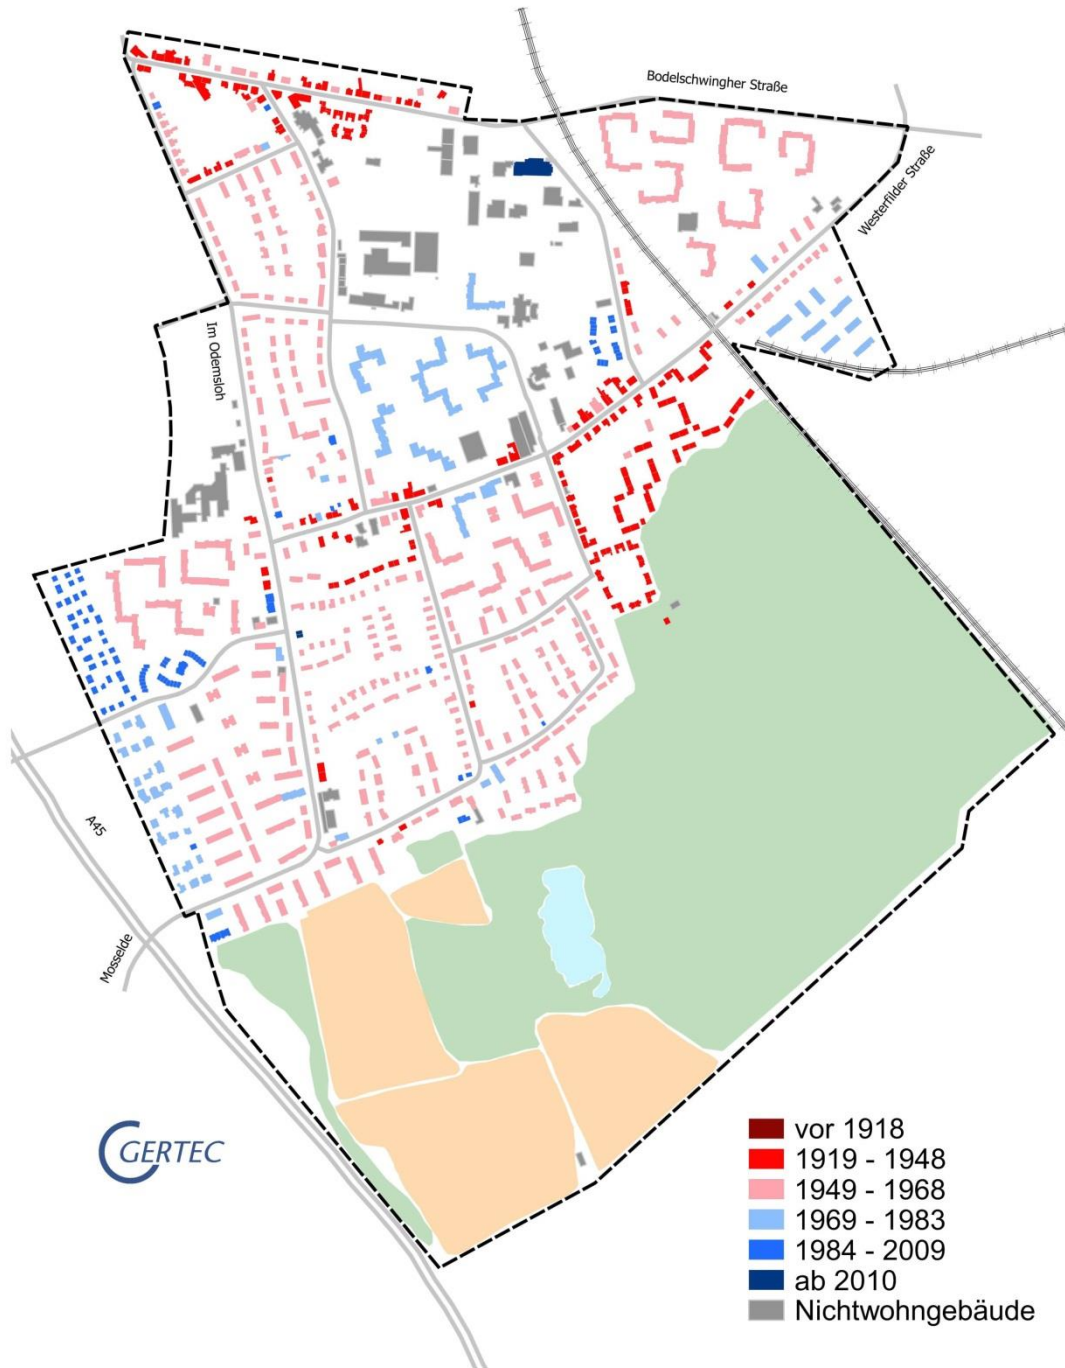 Bodelschwingher Straße
Westerfilder Straße
Im Odemsloh
A45
Mosselde
GERTEC
vor 1918
1919 - 1948
1949 - 1968
1969 - 1983
1984 - 2009
ab 2010
Nichtwohngebäude